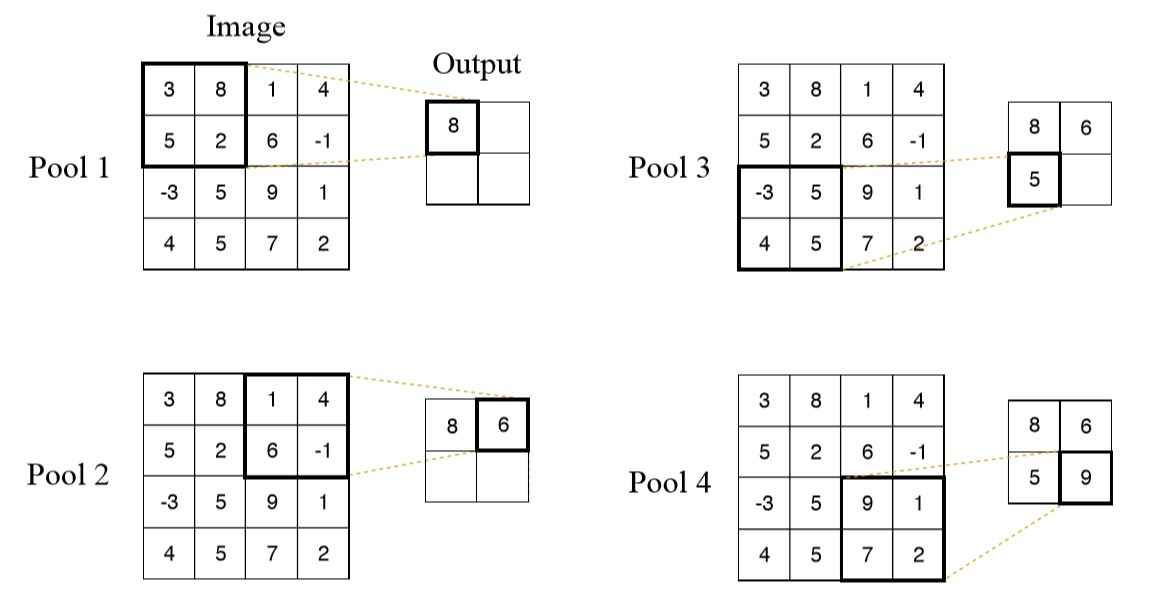 Image
Output
Pool 1
3 8 1 4
5 2 6 -1
-3 5 9 1
4 5 7 2
8
Pool 2
3 8 1 4
5 2 6 -1
-3 5 9 1
4 5 7 2
8 6
Pool 3
3 8 1 4
5 2 6 -1
-3 5 9 1
4 5 7 2
8 6
5
Pool 4
3 8 1 4
5 2 6 -1
-3 5 9 1
4 5 7 2
8 6
5 9